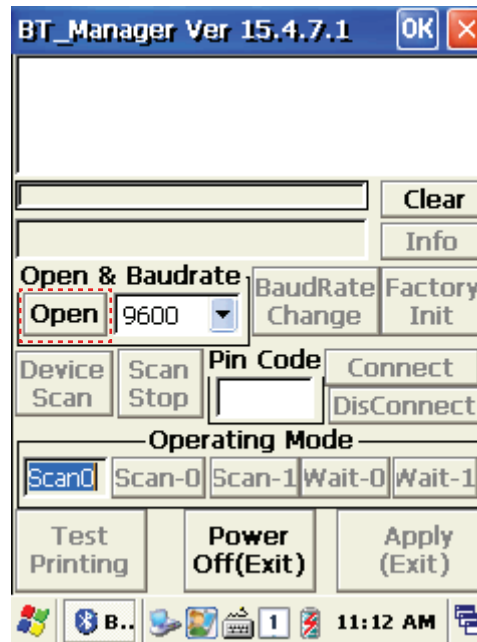 BT_Manager Ver 15.4.7.1 OK
Clear
Info
Open & Baudrate
Open 9600 BaudRate Change Factory Init
Device Scan Scan Stop Pin Code Connect
DisConnect
Operating Mode
Scan0 Scan-0 Scan-1 Wait-0 Wait-1
Test Printing Power Off(Exit) Apply (Exit)
B.. 1 11:12 AM